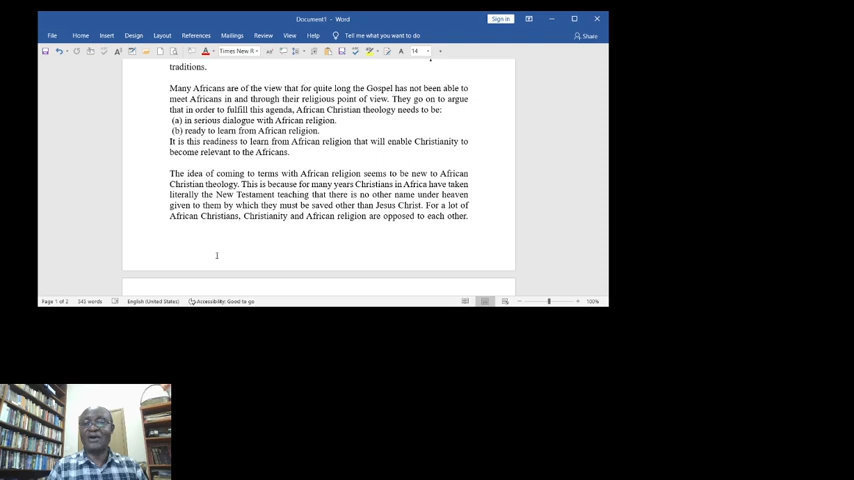 Document1 - Word
Sign in
File Home Insert Design Layout References Mailings Review View Help Tell me what you want to do
Share
Times New R
14
traditions.
Many Africans are of the view that for quite long the Gospel has not been able to
meet Africans in and through their religious point of view. They go on to argue
that in order to fulfill this agenda, African Christian theology needs to be:
(a) in serious dialogue with African religion.
(b) ready to learn from African religion.
It is this readiness to learn from African religion that will enable Christianity to
become relevant to the Africans.
The idea of coming to terms with African religion seems to be new to African
Christian theology. This is because for many years Christians in Africa have taken
literally the New Testament teaching that there is no other name under heaven
given to them by which they must be saved other than Jesus Christ. For a lot of
African Christians, Christianity and African religion are opposed to each other.
Page 1 of 2 543 words English (United States) Accessibility: Good to go
100%